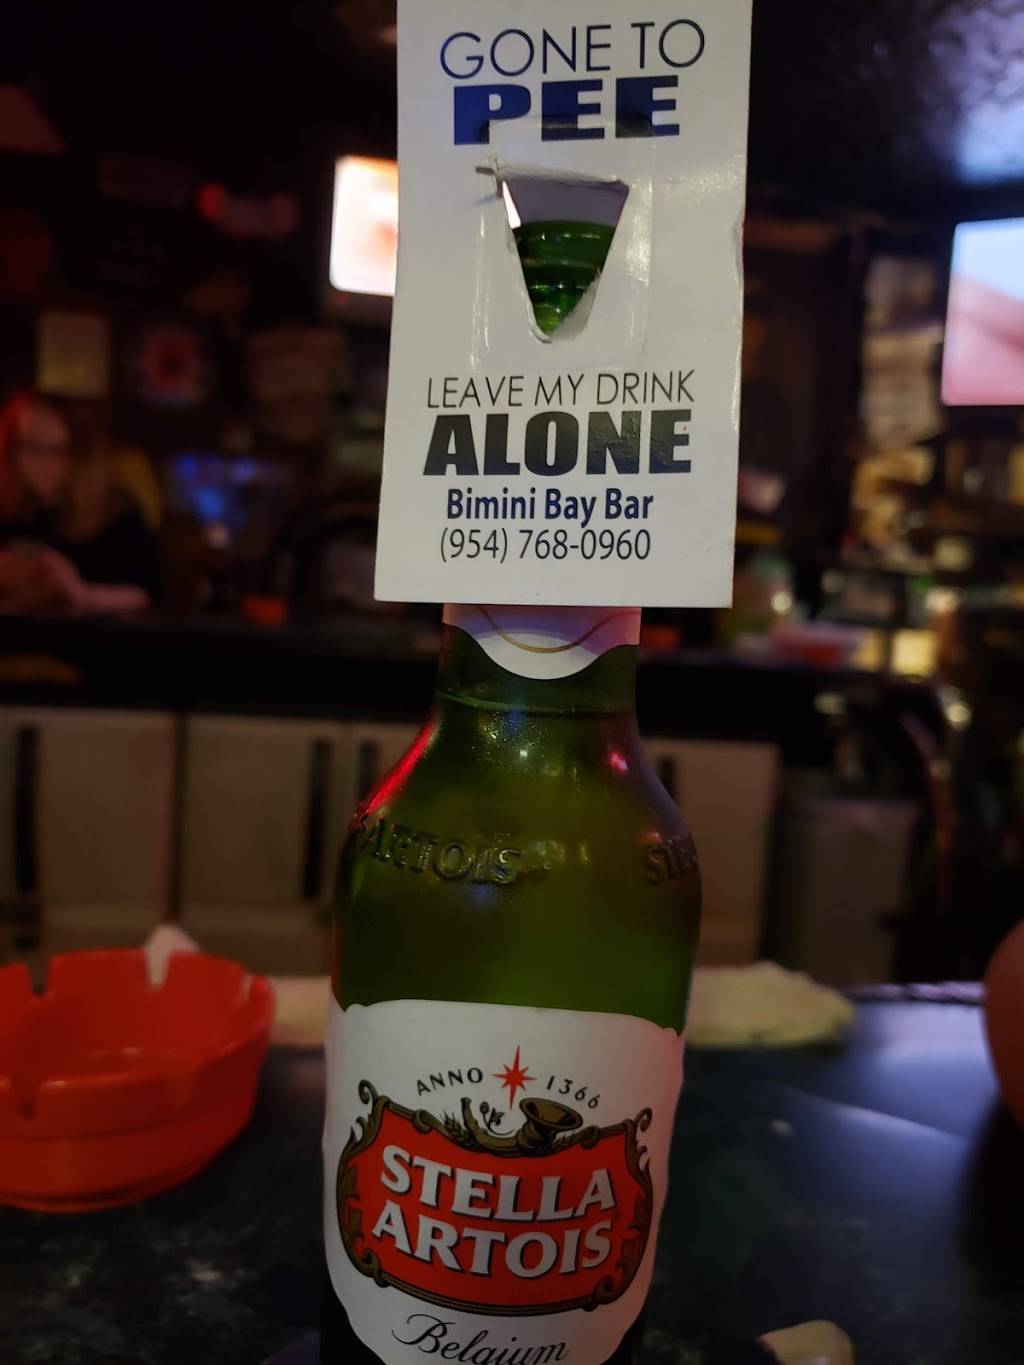 GONE TO
PEE
LEAVE MY DRINK
ALONE
Bimini Bay Bar
(954) 768-0960
ARTOIS
ST
ANNO 1366
STELLA
ARTOIS
Belgium